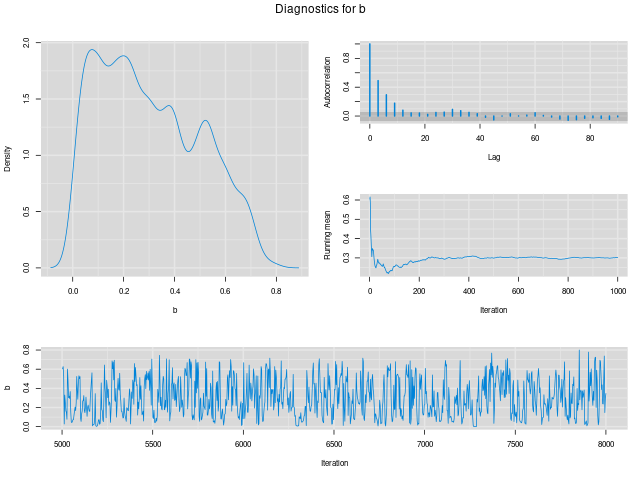 Diagnostics for b
Density
0.0 0.5 1.0 1.5 2.0
0.0 0.2 0.4 0.6 0.8
b
Autocorrelation
0.0 0.4 0.8
0 20 40 60 80
Lag
Running mean
0.3 0.4 0.5 0.6
0 200 400 600 800 1000
Iteration
b
0.0 0.2 0.4 0.6 0.8
5000 5500 6000 6500 7000 7500 8000
Iteration